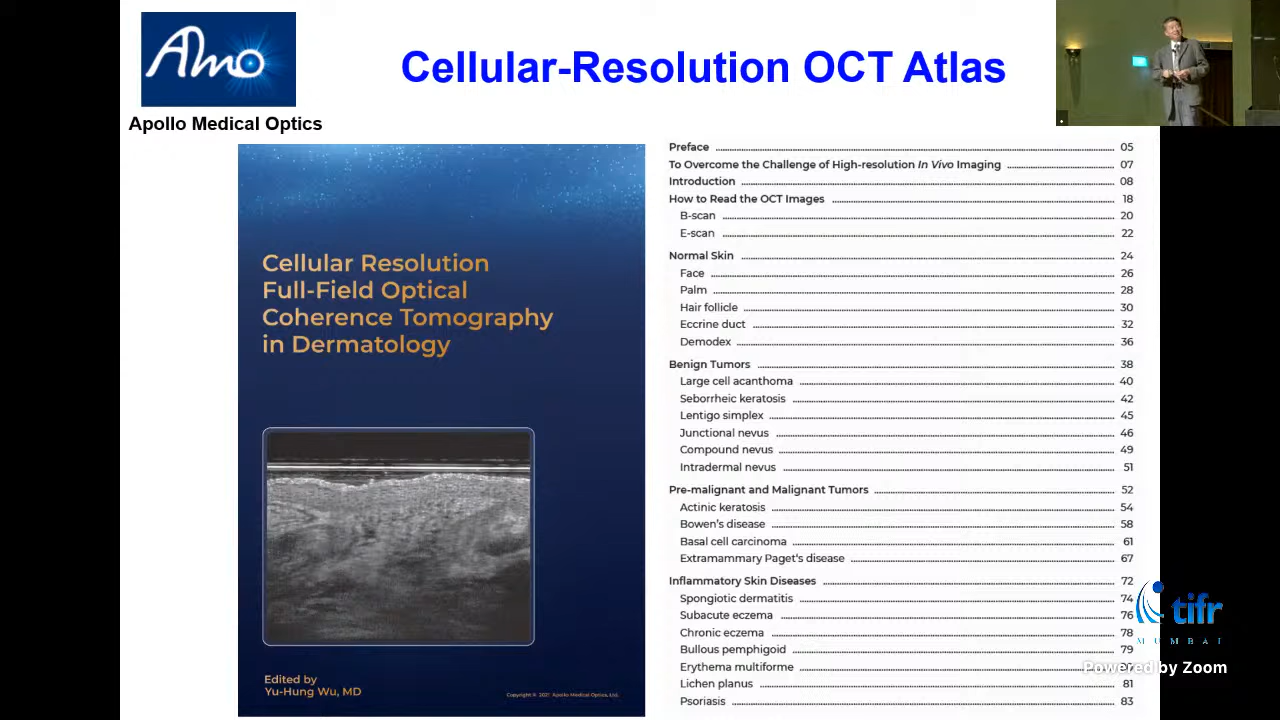 Amo
Cellular-Resolution OCT Atlas
Apollo Medical Optics
Cellular Resolution
Full-Field Optical
Coherence Tomography
in Dermatology
Edited by
Yu-Hung Wu, MD
Copyright © 2021 Apollo Medical Optics, Ltd.
Preface 05
To Overcome the Challenge of High-resolution In Vivo Imaging 07
Introduction 08
How to Read the OCT Images 18
B-scan 20
E-scan 22
Normal Skin 24
Face 26
Palm 28
Hair follicle 30
Eccrine duct 32
Demodex 36
Benign Tumors 38
Large cell acanthoma 40
Seborrheic keratosis 42
Lentigo simplex 45
Junctional nevus 46
Compound nevus 49
Intradermal nevus 51
Pre-malignant and Malignant Tumors 52
Actinic keratosis 54
Bowen's disease 58
Basal cell carcinoma 61
Extramammary Paget's disease 67
Inflammatory Skin Diseases 72
Spongiotic dermatitis 74
Subacute eczema 76
Chronic eczema 78
Bullous pemphigoid 79
Erythema multiforme
Lichen planus 81
Psoriasis 83
tifr
MUMBAI
Powered by Zoom